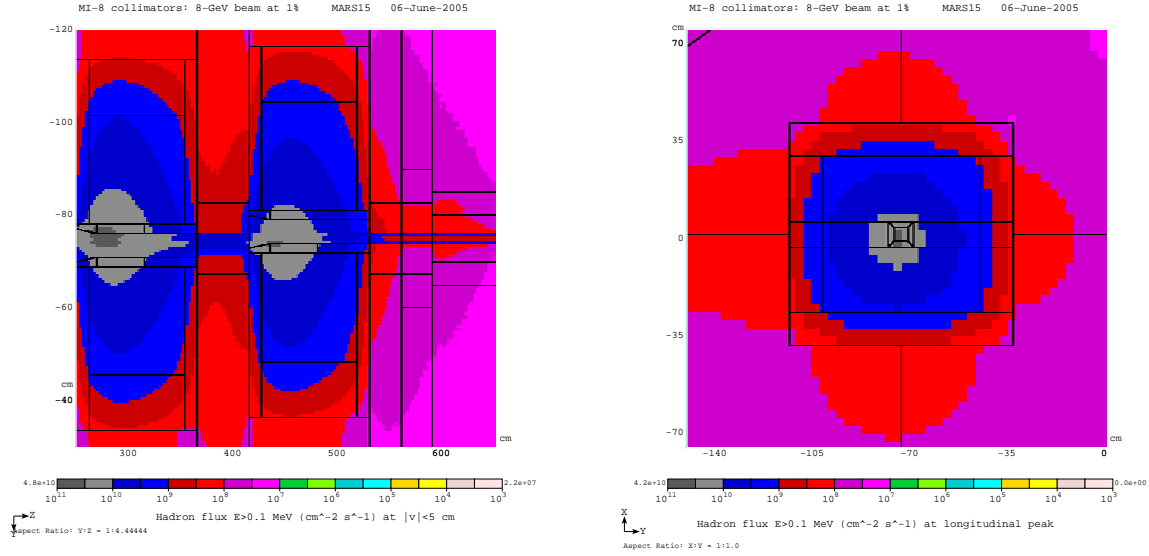 MI-8 collimators: 8-GeV beam at 1% MARS15 06-June-2005
-120
-100
-80
-60
cm
-40
cm
300
400
500
600
4.8e+10
2.2e+07
10^11 10^10 10^9 10^8 10^7 10^6 10^5 10^4 10^3
Hadron flux E>0.1 MeV (cm^-2 s^-1) at |v|<5 cm
Z
Y
Aspect Ratio: Y:Z = 1:4.44444
MI-8 collimators: 8-GeV beam at 1% MARS15 06-June-2005
cm
70
35
0
-35
-70
cm
-140
-105
-70
-35
0
4.2e+10
0.0e+00
10^11 10^10 10^9 10^8 10^7 10^6 10^5 10^4 10^3
Hadron flux E>0.1 MeV (cm^-2 s^-1) at longitudinal peak
X
Y
Aspect Ratio: X:Y = 1:1.0